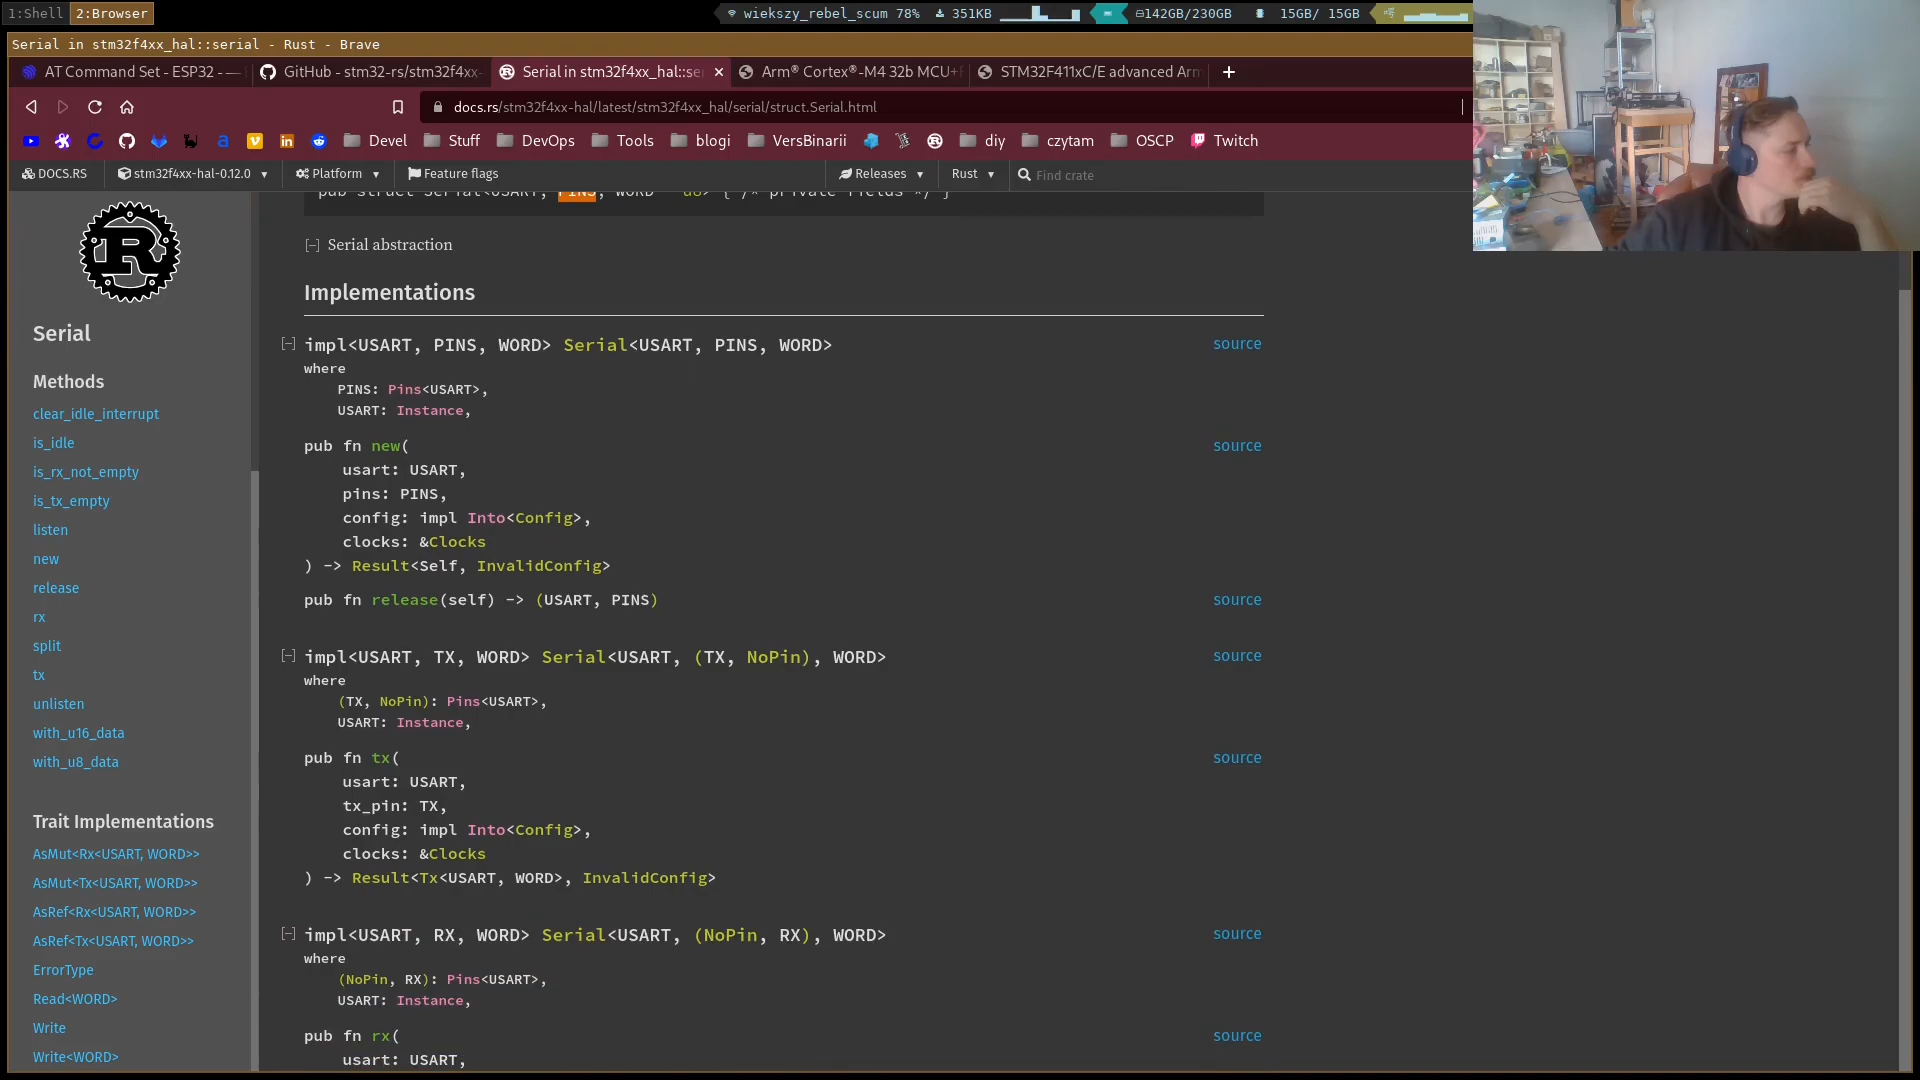 1:Shell 2:Browser
wiekszy_rebel_scum 78% 351KB 142GB/230GB 15GB/ 15GB
Serial in stm32f4xx_hal::serial - Rust - Brave
AT Command Set - ESP32 - — GitHub - stm32-rs/stm32f4xx- Serial in stm32f4xx_hal::se Arm® Cortex®-M4 32b MCU+ STM32F411xC/E advanced Arm
docs.rs/stm32f4xx-hal/latest/stm32f4xx_hal/serial/struct.Serial.html
Devel Stuff DevOps Tools blogi VersBinarii diy czytam OSCP Twitch
DOCS.RS stm32f4xx-hal-0.12.0 Platform Feature flags Releases Rust Find crate
pub struct Serial<USART, PINS, WORD = u8> { /* private fields */ }
[-] Serial abstraction
Implementations
[-] impl<USART, PINS, WORD> Serial<USART, PINS, WORD> source
where
PINS: Pins<USART>,
USART: Instance,
pub fn new( source
usart: USART,
pins: PINS,
config: impl Into<Config>,
clocks: &Clocks
) -> Result<Self, InvalidConfig>
pub fn release(self) -> (USART, PINS) source
[-] impl<USART, TX, WORD> Serial<USART, (TX, NoPin), WORD> source
where
(TX, NoPin): Pins<USART>,
USART: Instance,
pub fn tx( source
usart: USART,
tx_pin: TX,
config: impl Into<Config>,
clocks: &Clocks
) -> Result<Tx<USART, WORD>, InvalidConfig>
[-] impl<USART, RX, WORD> Serial<USART, (NoPin, RX), WORD> source
where
(NoPin, RX): Pins<USART>,
USART: Instance,
pub fn rx( source
usart: USART,
Serial
Methods
clear_idle_interrupt
is_idle
is_rx_not_empty
is_tx_empty
listen
new
release
rx
split
tx
unlisten
with_u16_data
with_u8_data
Trait Implementations
AsMut<Rx<USART, WORD>>
AsMut<Tx<USART, WORD>>
AsRef<Rx<USART, WORD>>
AsRef<Tx<USART, WORD>>
ErrorType
Read<WORD>
Write
Write<WORD>